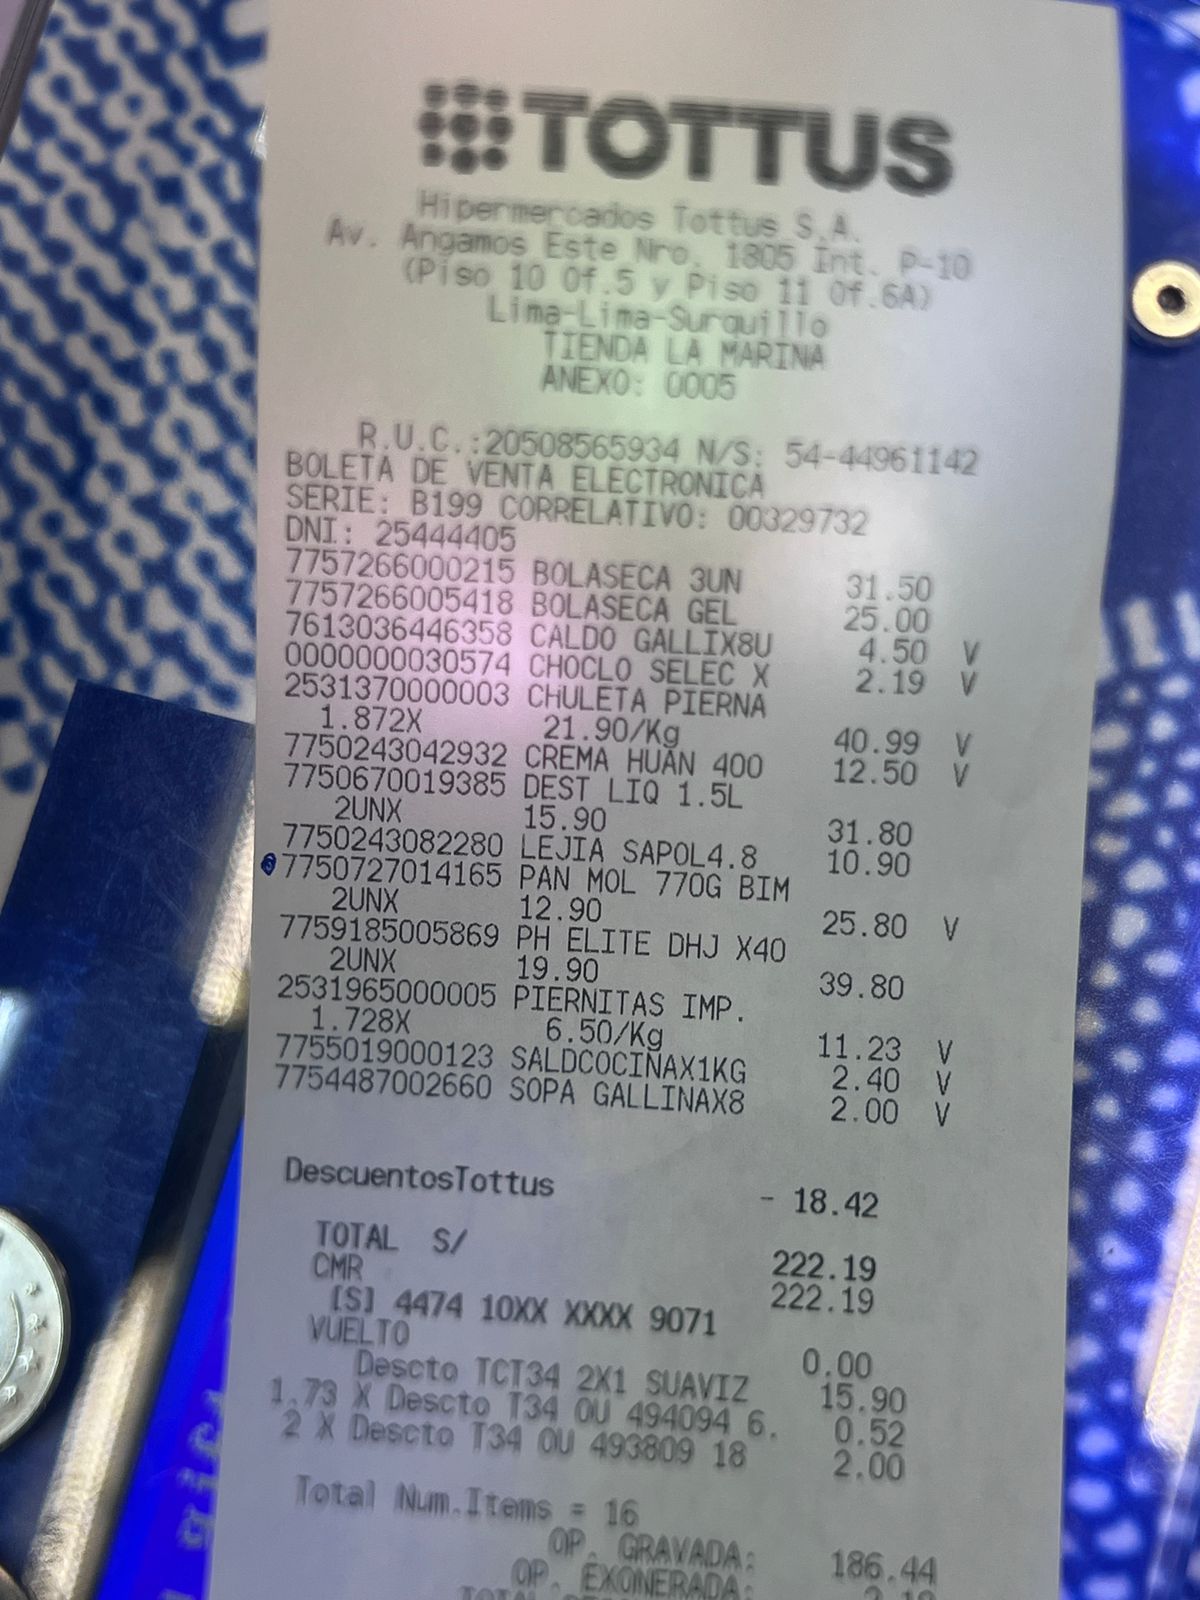 TOTTUS
Hipermercados Tottus S.A.
Av. Angamos Este Nro. 1805 Int. P-10
(Piso 10 Of.5 y Piso 11 Of.6A)
Lima-Lima-Surquillo
TIENDA LA MARINA
ANEXO: 0005
R.U.C.:20508565934 N/S: 54-44961142
BOLETA DE VENTA ELECTRONICA
SERIE: B199 CORRELATIVO: 00329732
DNI: 25444405
7757266000215 BOLASECA 3UN 31.50
7757266005418 BOLASECA GEL 25.00
7613036446358 CALDO GALLIX8U 4.50 V
0000000030574 CHOCLO SELEC X 2.19 V
2531370000003 CHULETA PIERNA
1.872X 21.90/Kg 40.99 V
7750243042932 CREMA HUAN 400 12.50 V
7750670019385 DEST LIQ 1.5L
2UNX 15.90 31.80
7750243082280 LEJIA SAPOL4.8 10.90
7750727014165 PAN MOL 770G BIM
2UNX 12.90 25.80 V
7759185005869 PH ELITE DHJ X40
2UNX 19.90 39.80
2531965000005 PIERNITAS IMP.
1.728X 6.50/Kg 11.23 V
7755019000123 SALDCOCINAX1KG 2.40 V
7754487002660 SOPA GALLINAX8 2.00 V
DescuentosTottus - 18.42
TOTAL S/ 222.19
CMR 222.19
[S] 4474 10XX XXXX 9071
VUELTO 0.00
Descto TCT34 2X1 SUAVIZ 15.90
1.73 X Descto T34 OU 494094 6. 0.52
2 X Descto T34 OU 493809 18 2.00
Total Num.Items = 16
OP. GRAVADA: 186.44
OP. EXONERADA: 2.19